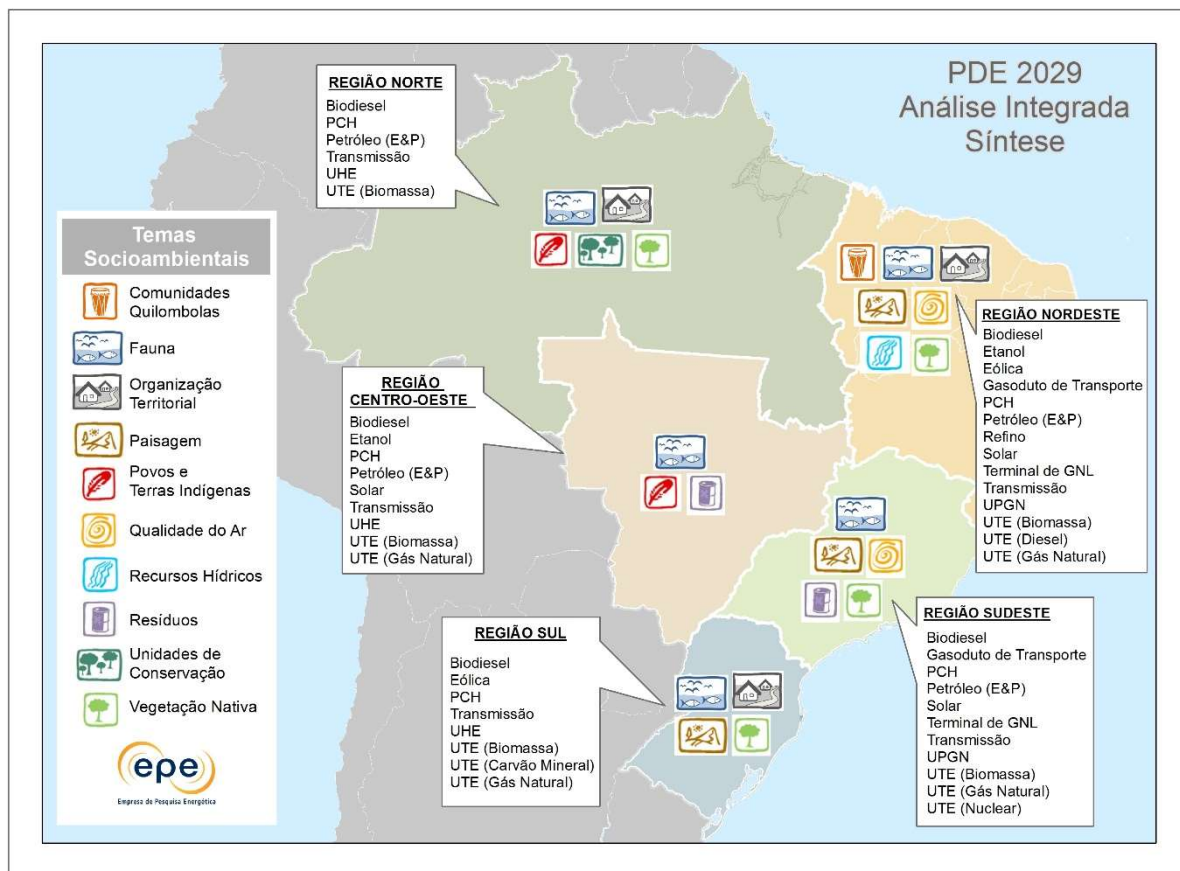 PDE 2029
Análise Integrada
Síntese
REGIÃO NORTE
Biodiesel
PCH
Petróleo (E&P)
Transmissão
UHE
UTE (Biomassa)
Temas
Socioambientais
Comunidades
Quilombolas
Fauna
Organização
Territorial
Paisagem
Povos e
Terras Indígenas
Qualidade do Ar
Recursos Hídricos
Resíduos
Unidades de
Conservação
Vegetação Nativa
epe
Empresa de Pesquisa Energética
REGIÃO
CENTRO-OESTE
Biodiesel
Etanol
PCH
Petróleo (E&P)
Solar
Transmissão
UHE
UTE (Biomassa)
UTE (Gás Natural)
REGIÃO NORDESTE
Biodiesel
Etanol
Eólica
Gasoduto de Transporte
PCH
Petróleo (E&P)
Refino
Solar
Terminal de GNL
Transmissão
UPGN
UTE (Biomassa)
UTE (Diesel)
UTE (Gás Natural)
REGIÃO SUL
Biodiesel
Eólica
PCH
Transmissão
UHE
UTE (Biomassa)
UTE (Carvão Mineral)
UTE (Gás Natural)
REGIÃO SUDESTE
Biodiesel
Gasoduto de Transporte
PCH
Petróleo (E&P)
Solar
Terminal de GNL
Transmissão
UPGN
UTE (Biomassa)
UTE (Gás Natural)
UTE (Nuclear)